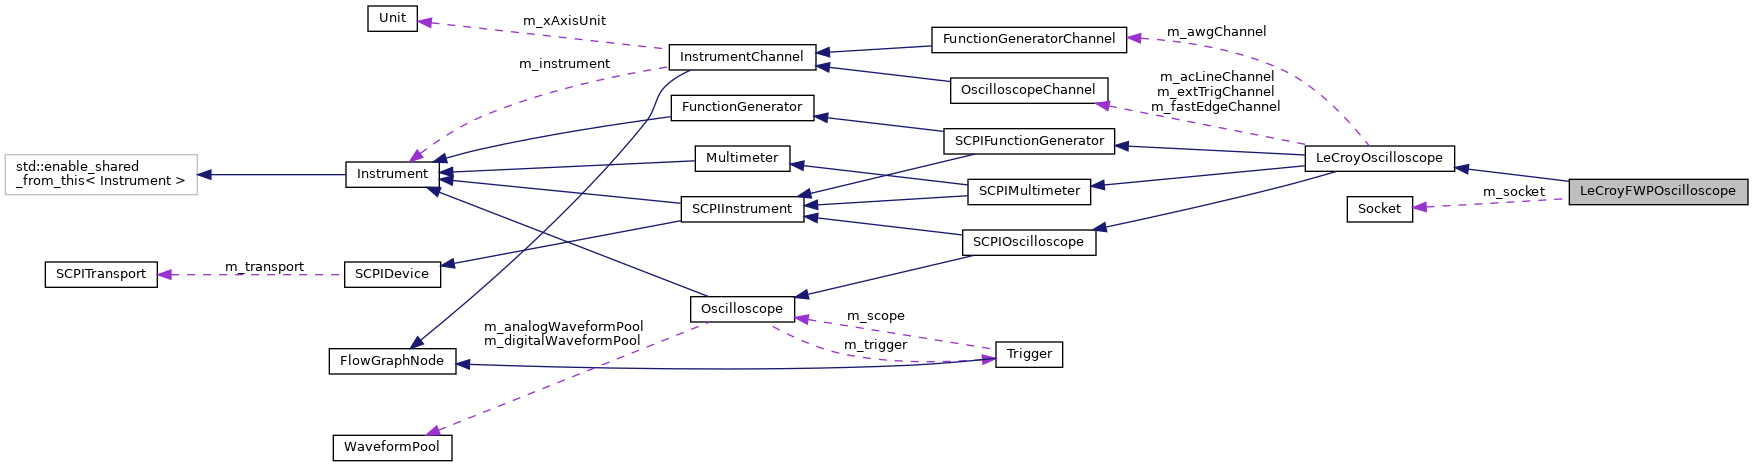 Unit
m_xAxisUnit
FunctionGeneratorChannel
m_awgChannel
InstrumentChannel
m_instrument
OscilloscopeChannel
m_acLineChannel
m_extTrigChannel
m_fastEdgeChannel
FunctionGenerator
SCPIFunctionGenerator
std::enable_shared
_from_this< Instrument >
Instrument
Multimeter
LeCroyOscilloscope
SCPIMultimeter
m_socket
LeCroyFWPOscilloscope
SCPIInstrument
Socket
SCPIOscilloscope
SCPITransport
m_transport
SCPIDevice
Oscilloscope
m_scope
m_analogWaveformPool
m_digitalWaveformPool
m_trigger
Trigger
FlowGraphNode
WaveformPool